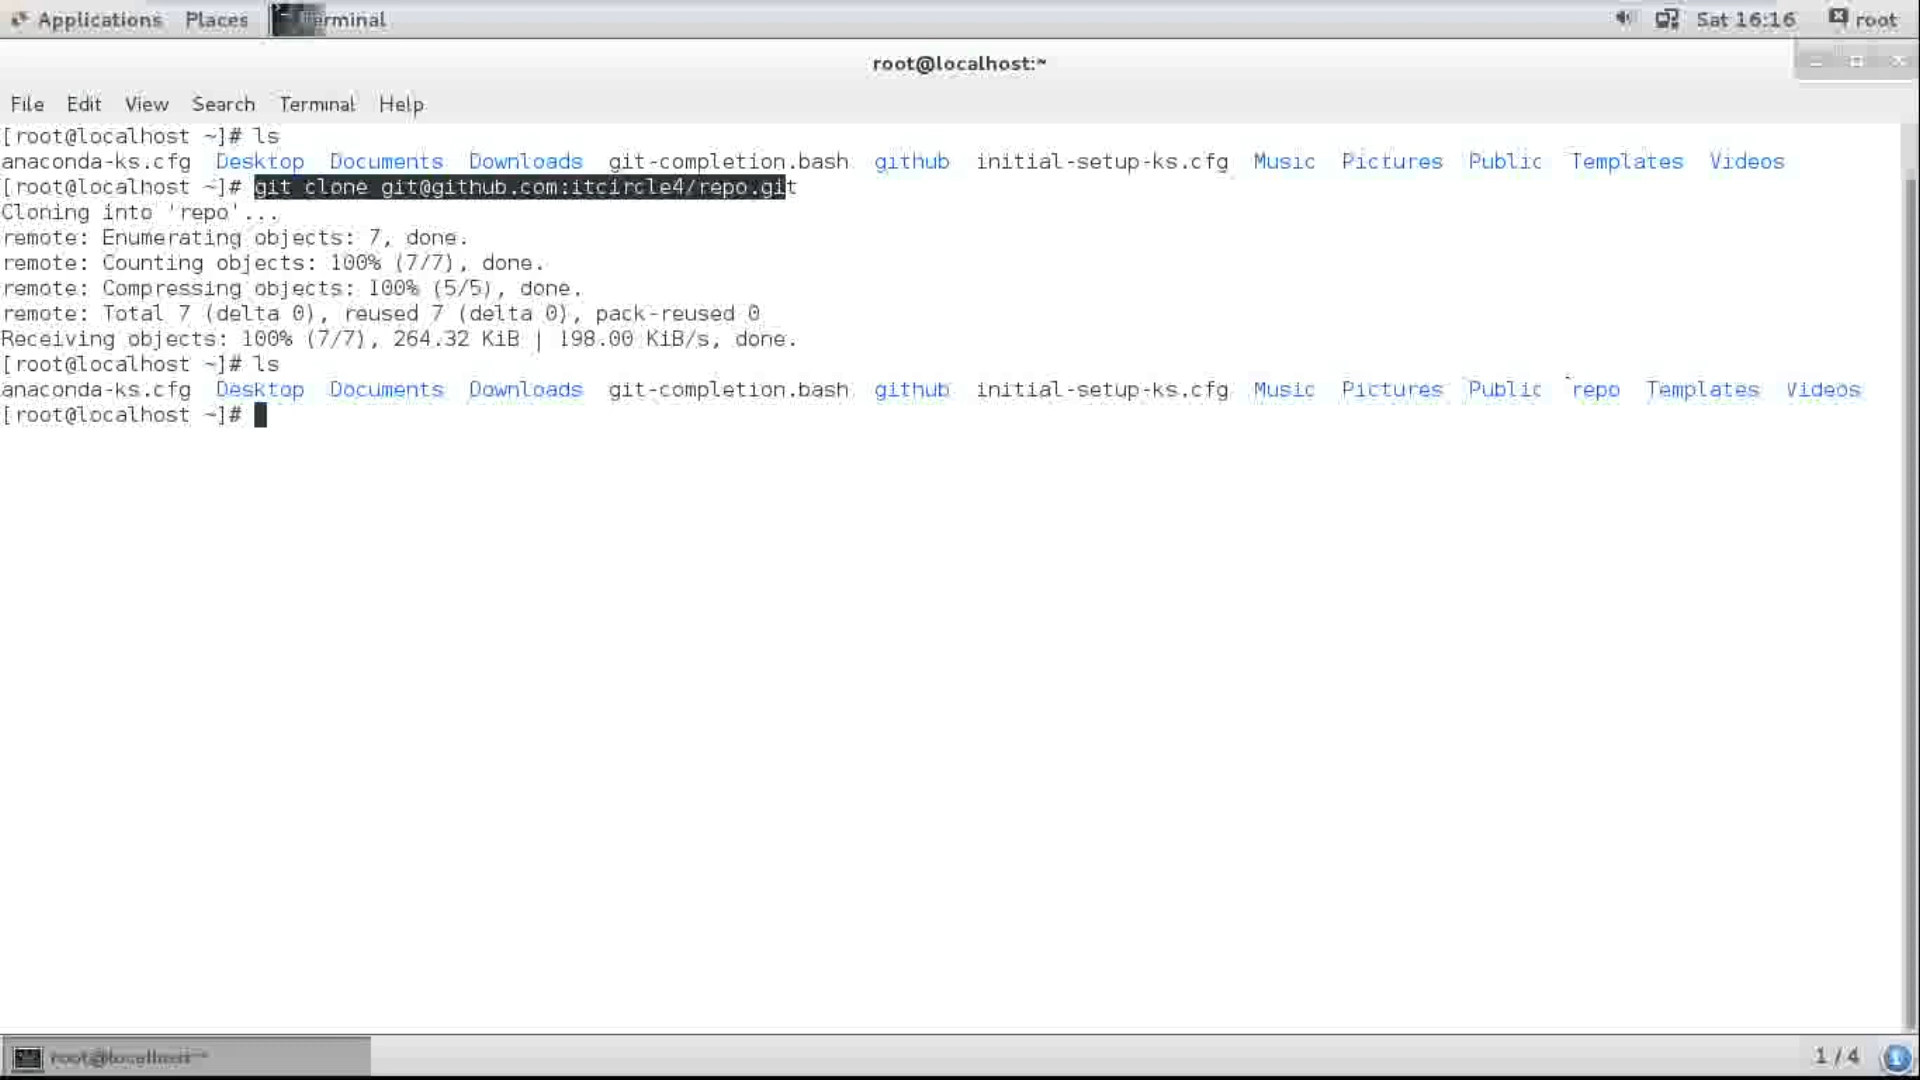 Applications Places Terminal Sat 16:16 root
root@localhost:~
File Edit View Search Terminal Help
[root@localhost ~]# ls
anaconda-ks.cfg Desktop Documents Downloads git-completion.bash github initial-setup-ks.cfg Music Pictures Public Templates Videos
[root@localhost ~]# git clone git@github.com:itcircle4/repo.git
Cloning into 'repo'...
remote: Enumerating objects: 7, done.
remote: Counting objects: 100% (7/7), done.
remote: Compressing objects: 100% (5/5), done.
remote: Total 7 (delta 0), reused 7 (delta 0), pack-reused 0
Receiving objects: 100% (7/7), 264.32 KiB | 198.00 KiB/s, done.
[root@localhost ~]# ls
anaconda-ks.cfg Desktop Documents Downloads git-completion.bash github initial-setup-ks.cfg Music Pictures Public repo Templates Videos
[root@localhost ~]#
root@localhost:~ 1 / 4